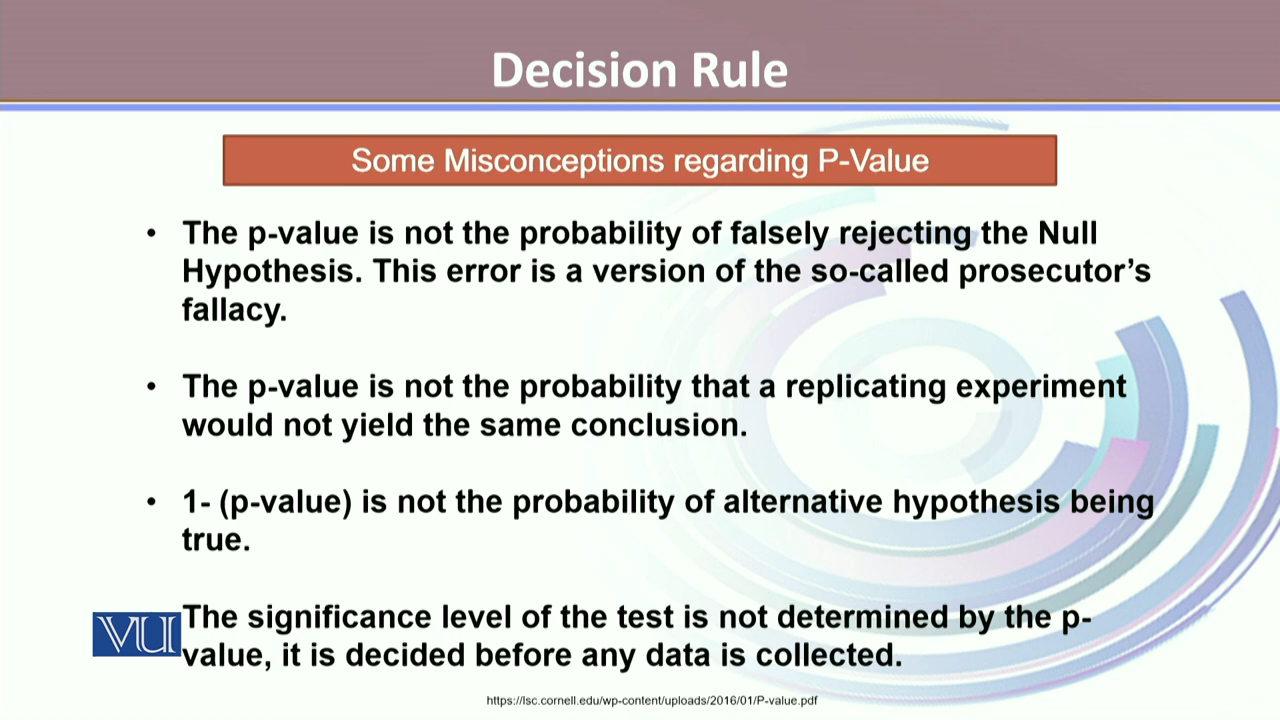 Decision Rule
Some Misconceptions regarding P-Value
• The p-value is not the probability of falsely rejecting the Null
Hypothesis. This error is a version of the so-called prosecutor’s
fallacy.
• The p-value is not the probability that a replicating experiment
would not yield the same conclusion.
• 1- (p-value) is not the probability of alternative hypothesis being
true.
The significance level of the test is not determined by the p-
value, it is decided before any data is collected.
VU
https://lsc.cornell.edu/wp-content/uploads/2016/01/P-value.pdf